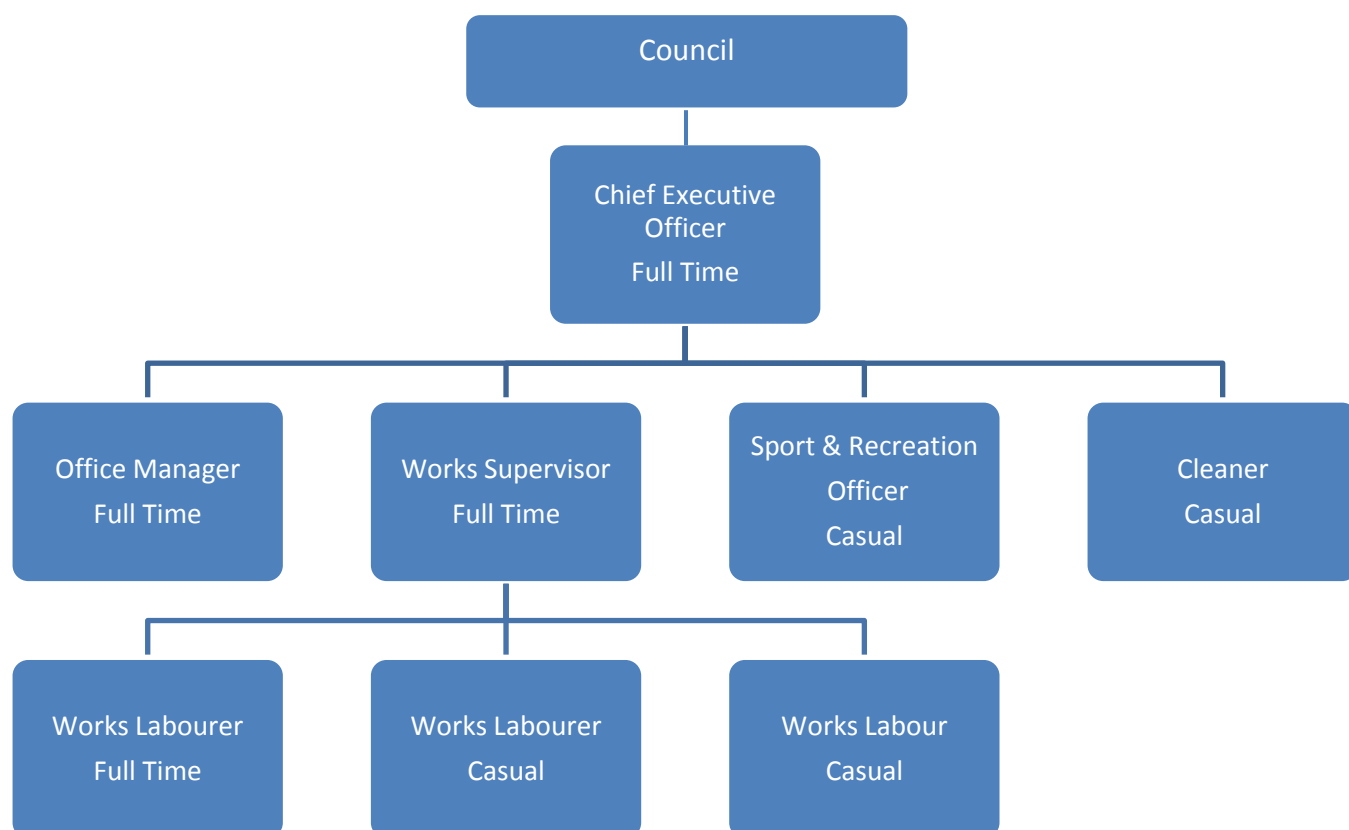 Council
Chief Executive
Officer
Full Time
Office Manager
Full Time
Works Supervisor
Full Time
Sport & Recreation
Officer
Casual
Cleaner
Casual
Works Labourer
Full Time
Works Labourer
Casual
Works Labour
Casual